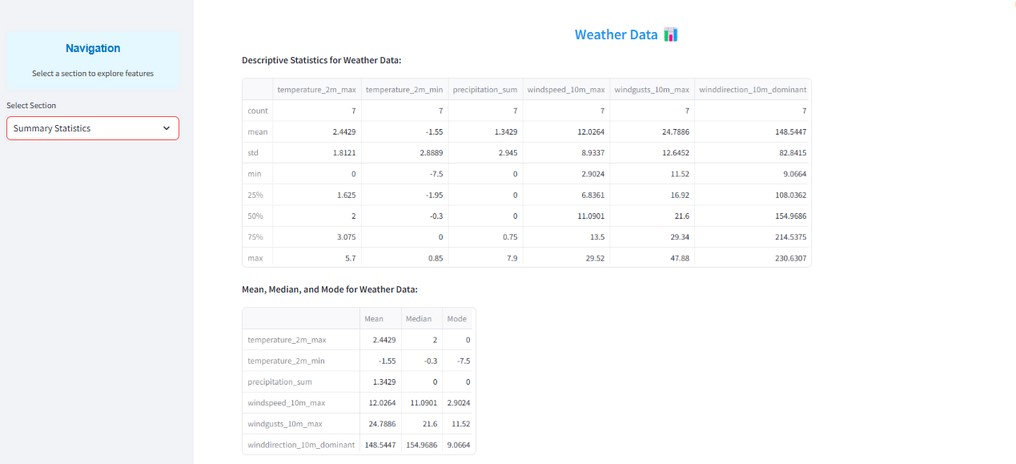 Navigation
Select a section to explore features
Select Section
Summary Statistics
Weather Data
Descriptive Statistics for Weather Data:
temperature_2m_max temperature_2m_min precipitation_sum windspeed_10m_max windgusts_10m_max winddirection_10m_dominant
count 7 7 7 7 7 7
mean 2.4429 -1.55 1.3429 12.0264 24.7886 148.5447
std 1.8121 2.8889 2.945 8.9337 12.6452 82.8415
min 0 -7.5 0 2.9024 11.52 9.0664
25% 1.625 -1.95 0 6.8361 16.92 108.0362
50% 2 -0.3 0 11.0901 21.6 154.9686
75% 3.075 0 0.75 13.5 29.34 214.5375
max 5.7 0.85 7.9 29.52 47.88 230.6307
Mean, Median, and Mode for Weather Data:
Mean Median Mode
temperature_2m_max 2.4429 2 0
temperature_2m_min -1.55 -0.3 -7.5
precipitation_sum 1.3429 0 0
windspeed_10m_max 12.0264 11.0901 2.9024
windgusts_10m_max 24.7886 21.6 11.52
winddirection_10m_dominant 148.5447 154.9686 9.0664